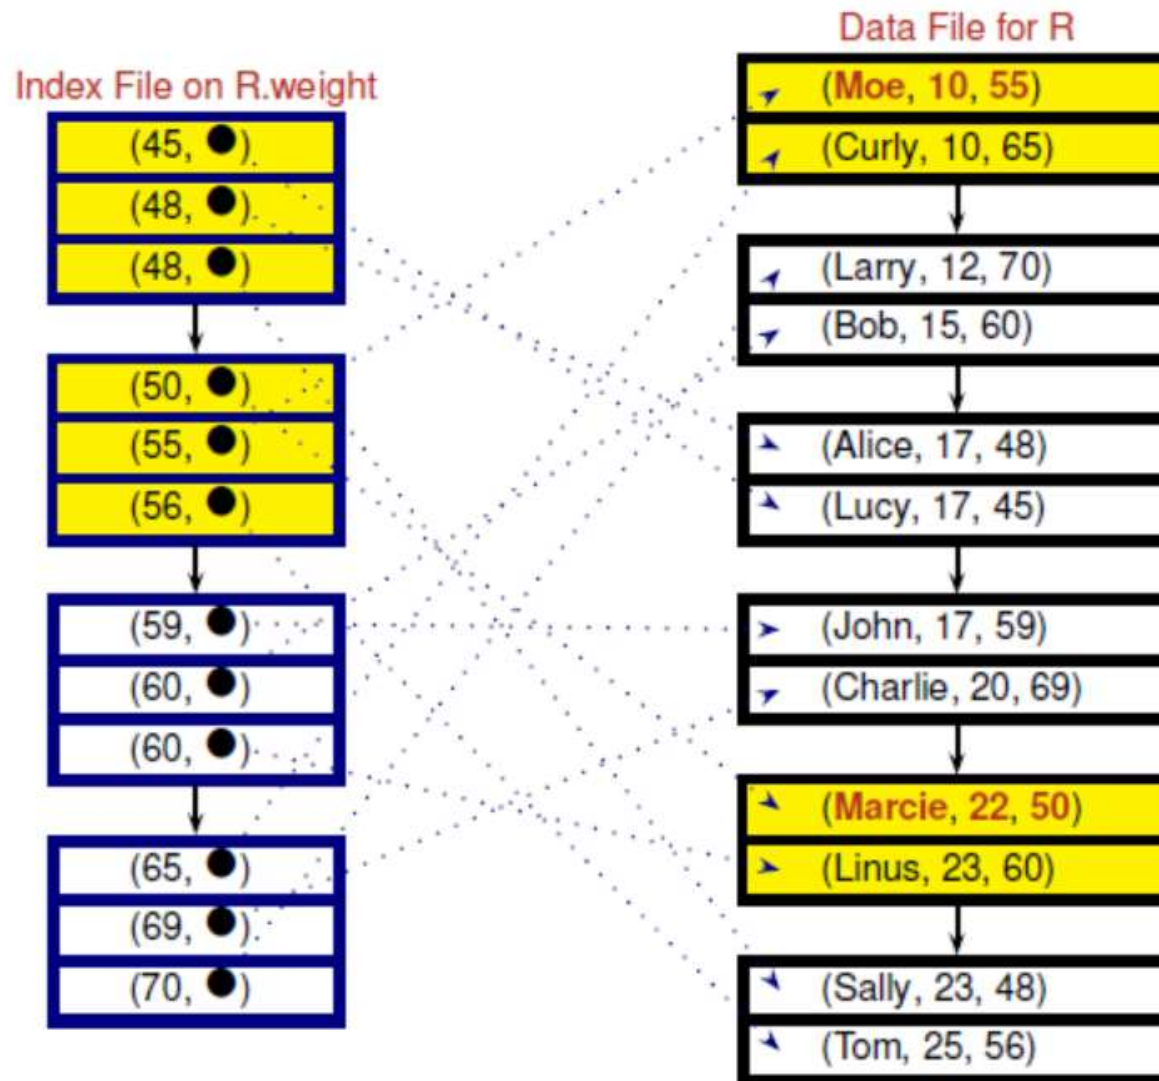 Index File on R.weight
(45, ●)
(48, ●)
(48, ●)
(50, ●)
(55, ●)
(56, ●)
(59, ●)
(60, ●)
(60, ●)
(65, ●)
(69, ●)
(70, ●)
Data File for R
(Moe, 10, 55)
(Curly, 10, 65)
(Larry, 12, 70)
(Bob, 15, 60)
(Alice, 17, 48)
(Lucy, 17, 45)
(John, 17, 59)
(Charlie, 20, 69)
(Marcie, 22, 50)
(Linus, 23, 60)
(Sally, 23, 48)
(Tom, 25, 56)